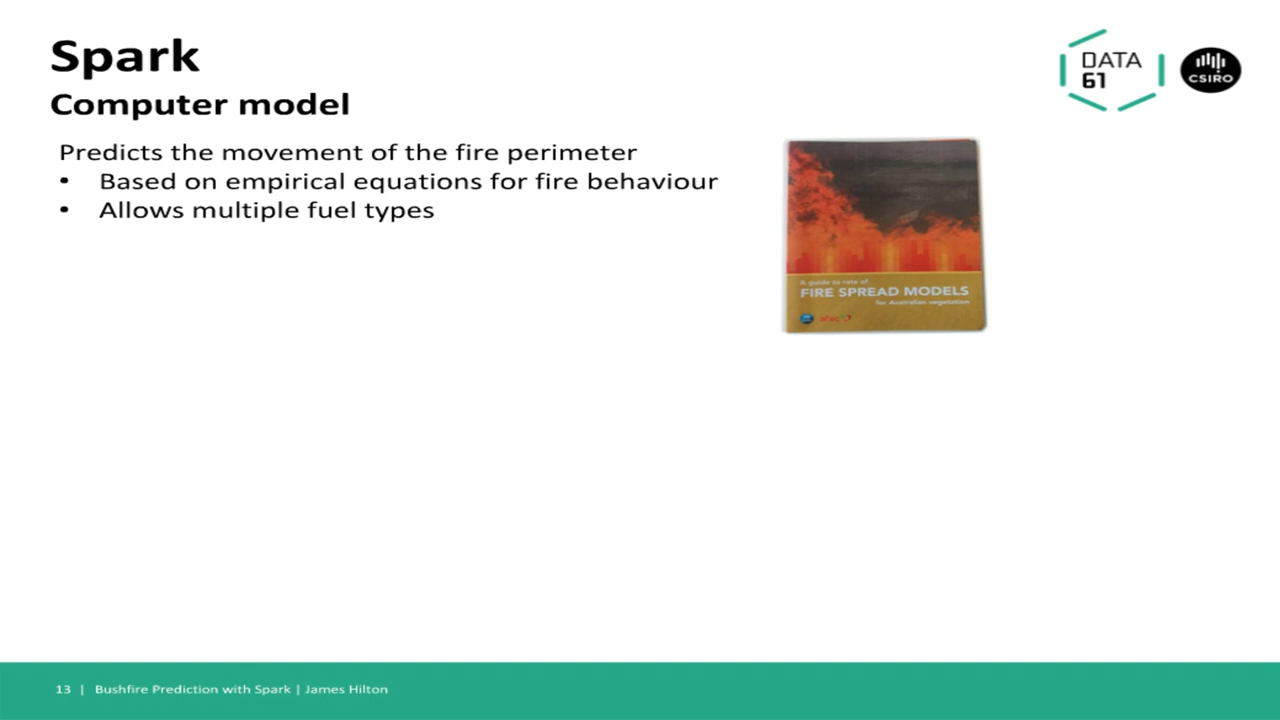 Spark
Computer model
DATA
61
CSIRO
Predicts the movement of the fire perimeter
• Based on empirical equations for fire behaviour
• Allows multiple fuel types
A guide to rate of
FIRE SPREAD MODELS
for Australian vegetation
afac
13 | Bushfire Prediction with Spark | James Hilton